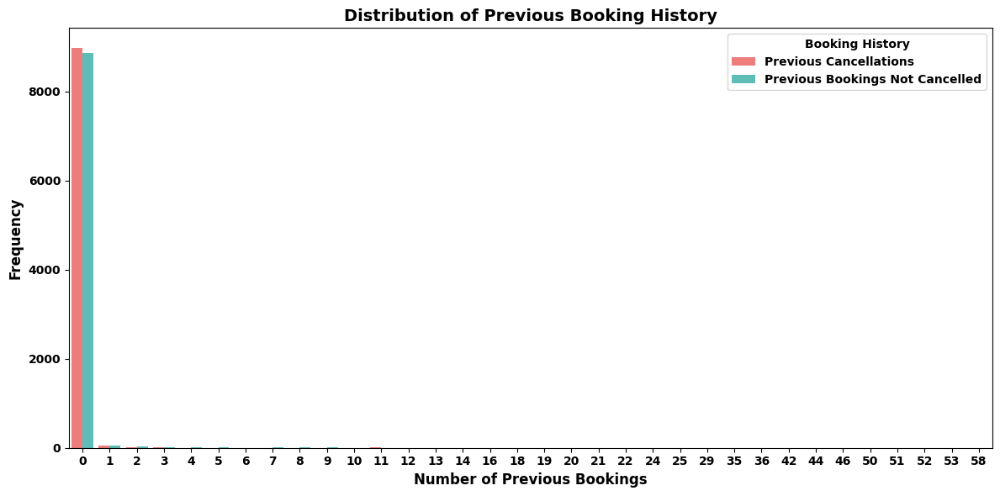 Distribution of Previous Booking History
Booking History
Previous Cancellations
Previous Bookings Not Cancelled
Frequency
8000
6000
4000
2000
0
0 1 2 3 4 5 6 7 8 9 10 11 12 13 14 16 18 19 20 21 22 24 25 29 35 36 42 44 46 50 51 52 53 58
Number of Previous Bookings